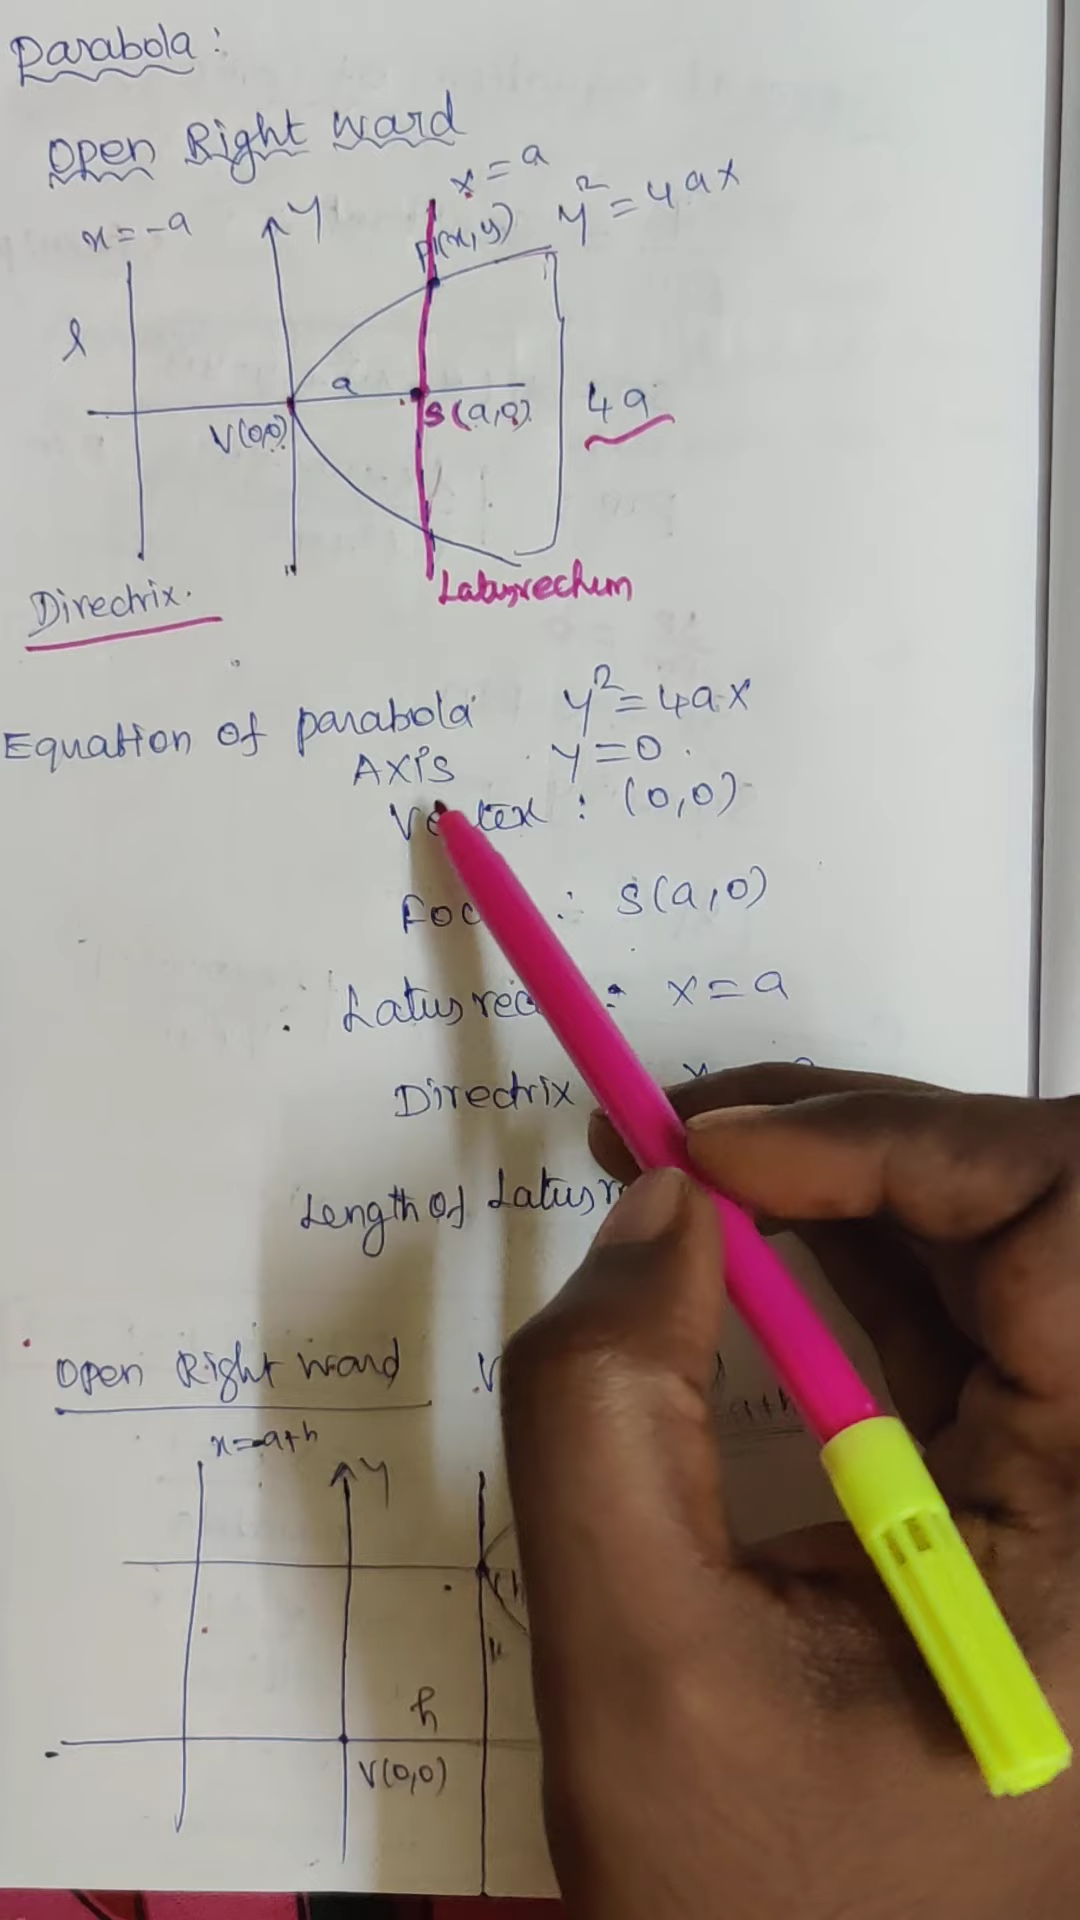 Parabola:
Open Right Ward
x=a
x=-a
y
P(x,y)
y²=4ax
l
a
V(0,0)
S(a,0)
4a
Latusrectum
Directrix.
Equation of parabola y²=4ax
AXIS y=0.
Vertex : (0,0)
: S(a,0)
: x=a
Directrix
Length of
Open Right Ward V
x=-a+h
y
h
V(0,0)